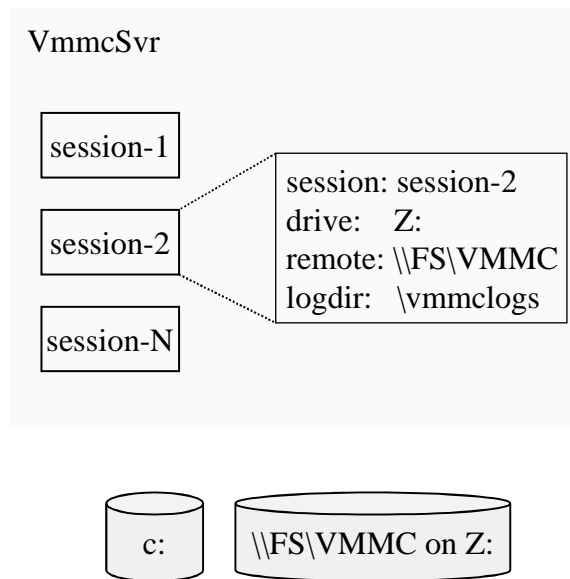 VmmcSvr
session-1
session-2
session-N
session: session-2
drive: Z:
remote: \\FS\VMMC
logdir: \vmmclogs
c:
\\FS\VMMC on Z: